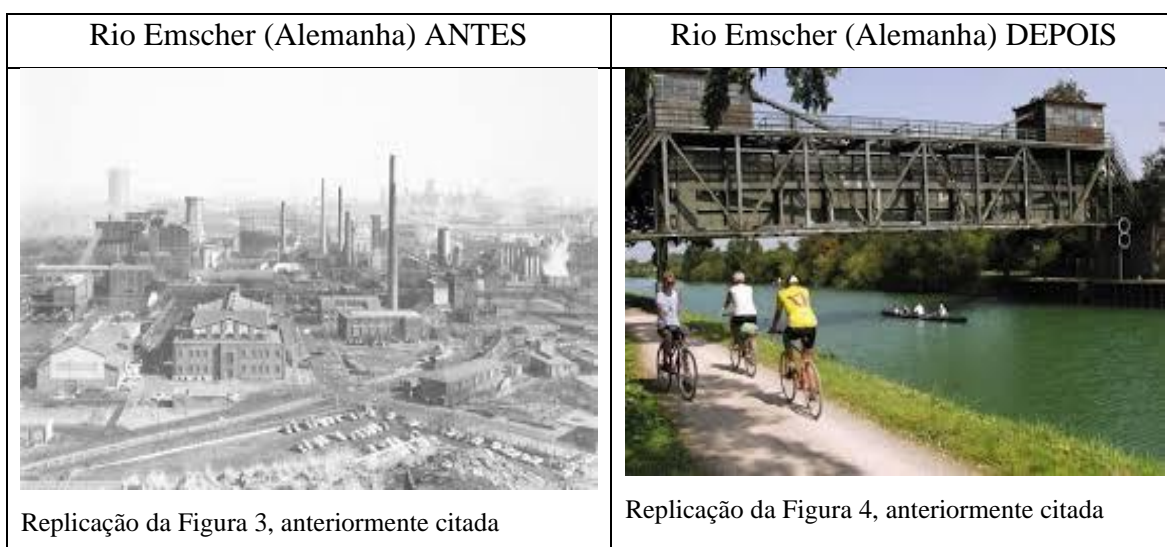 Rio Emscher (Alemanha) ANTES
Rio Emscher (Alemanha) DEPOIS
Replicação da Figura 3, anteriormente citada
Replicação da Figura 4, anteriormente citada